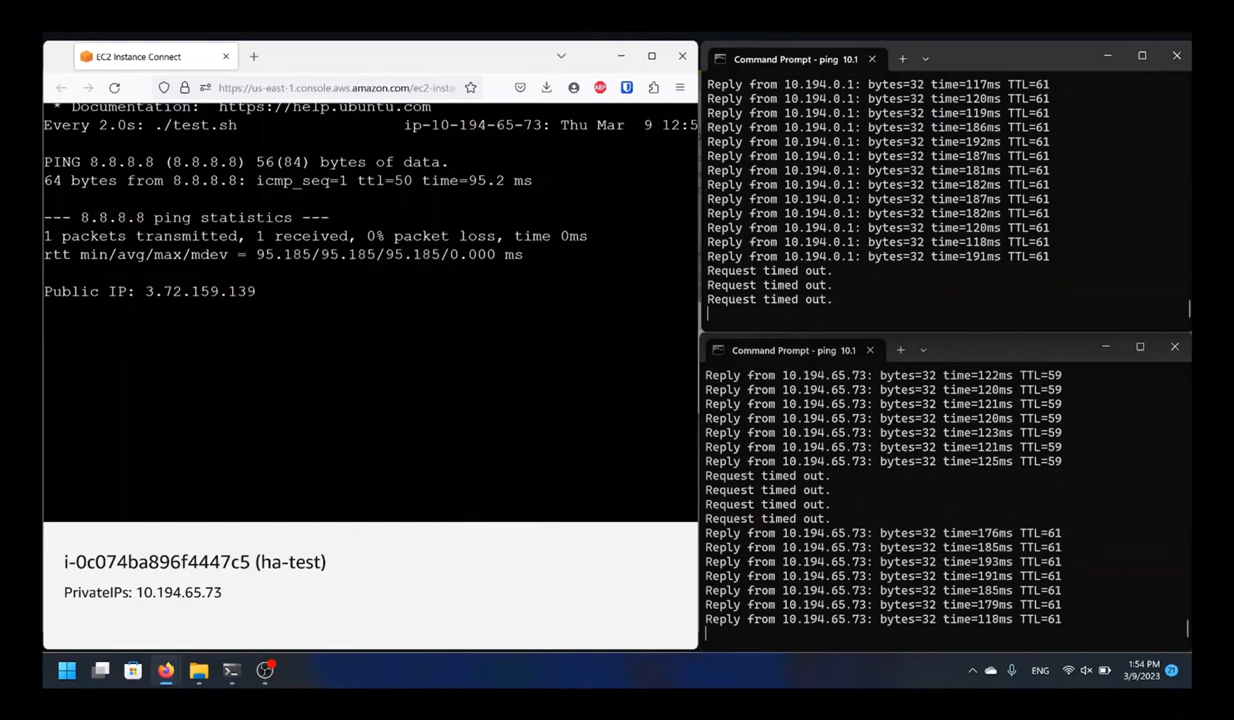 EC2 Instance Connect
https://us-east-1.console.aws.amazon.com/ec2-insta
* Documentation: https://help.ubuntu.com
Every 2.0s: ./test.sh ip-10-194-65-73: Thu Mar 9 12:5
PING 8.8.8.8 (8.8.8.8) 56(84) bytes of data.
64 bytes from 8.8.8.8: icmp_seq=1 ttl=50 time=95.2 ms
--- 8.8.8.8 ping statistics ---
1 packets transmitted, 1 received, 0% packet loss, time 0ms
rtt min/avg/max/mdev = 95.185/95.185/95.185/0.000 ms
Public IP: 3.72.159.139
i-0c074ba896f4447c5 (ha-test)
PrivateIPs: 10.194.65.73
Command Prompt - ping 10.1
Reply from 10.194.0.1: bytes=32 time=117ms TTL=61
Reply from 10.194.0.1: bytes=32 time=120ms TTL=61
Reply from 10.194.0.1: bytes=32 time=119ms TTL=61
Reply from 10.194.0.1: bytes=32 time=186ms TTL=61
Reply from 10.194.0.1: bytes=32 time=192ms TTL=61
Reply from 10.194.0.1: bytes=32 time=187ms TTL=61
Reply from 10.194.0.1: bytes=32 time=181ms TTL=61
Reply from 10.194.0.1: bytes=32 time=182ms TTL=61
Reply from 10.194.0.1: bytes=32 time=187ms TTL=61
Reply from 10.194.0.1: bytes=32 time=182ms TTL=61
Reply from 10.194.0.1: bytes=32 time=120ms TTL=61
Reply from 10.194.0.1: bytes=32 time=118ms TTL=61
Reply from 10.194.0.1: bytes=32 time=191ms TTL=61
Request timed out.
Request timed out.
Request timed out.
Command Prompt - ping 10.1
Reply from 10.194.65.73: bytes=32 time=122ms TTL=59
Reply from 10.194.65.73: bytes=32 time=120ms TTL=59
Reply from 10.194.65.73: bytes=32 time=121ms TTL=59
Reply from 10.194.65.73: bytes=32 time=120ms TTL=59
Reply from 10.194.65.73: bytes=32 time=123ms TTL=59
Reply from 10.194.65.73: bytes=32 time=121ms TTL=59
Reply from 10.194.65.73: bytes=32 time=125ms TTL=59
Request timed out.
Request timed out.
Request timed out.
Request timed out.
Reply from 10.194.65.73: bytes=32 time=176ms TTL=61
Reply from 10.194.65.73: bytes=32 time=185ms TTL=61
Reply from 10.194.65.73: bytes=32 time=193ms TTL=61
Reply from 10.194.65.73: bytes=32 time=191ms TTL=61
Reply from 10.194.65.73: bytes=32 time=185ms TTL=61
Reply from 10.194.65.73: bytes=32 time=179ms TTL=61
Reply from 10.194.65.73: bytes=32 time=118ms TTL=61
ABP
ENG
1:54 PM
3/9/2023
21